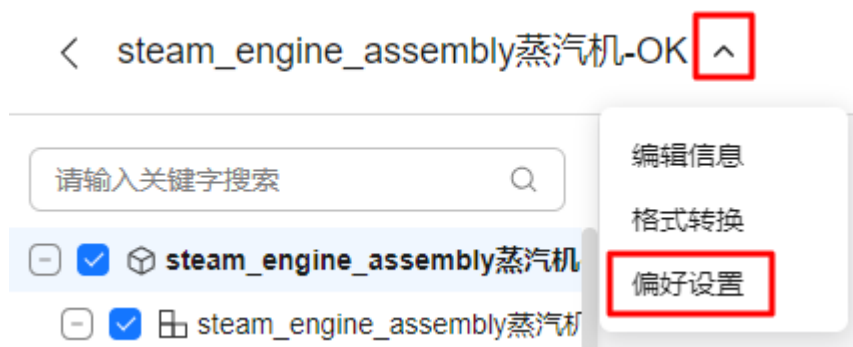 steam_engine_assembly蒸汽机-OK
请输入关键字搜索
编辑信息
格式转换
偏好设置
steam_engine_assembly蒸汽机
steam_engine_assembly蒸汽机